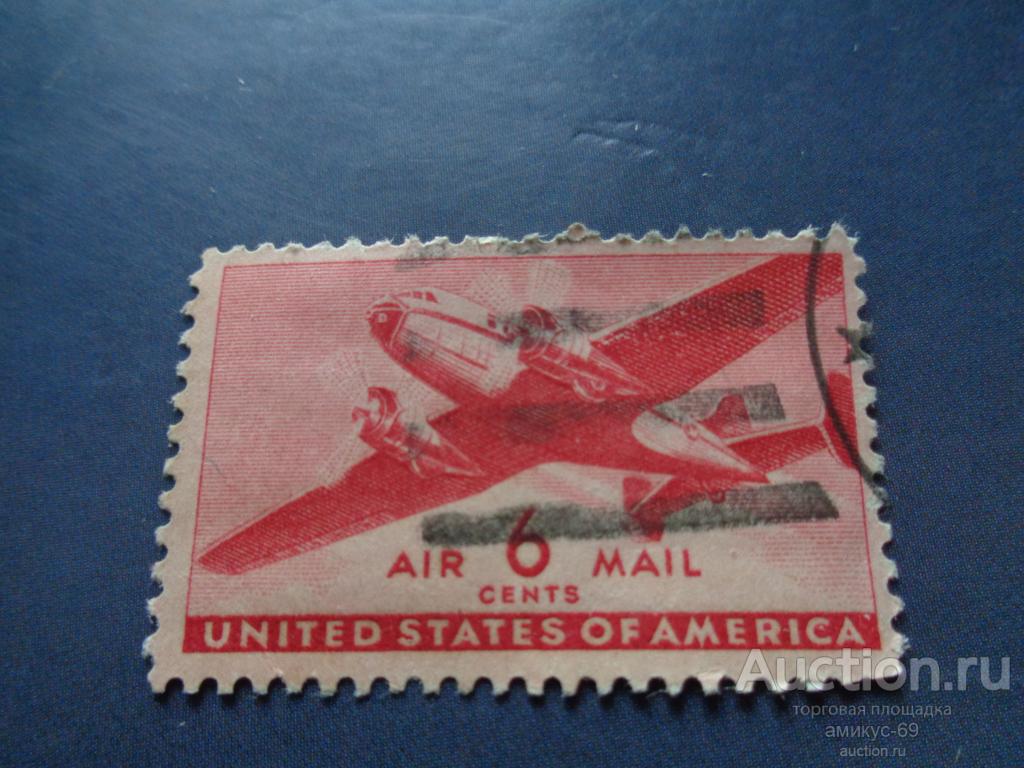 AIR 6 MAIL
CENTS
UNITED STATES OF AMERICA
Auction.ru
торговая площадка
амикус-69
auction.ru